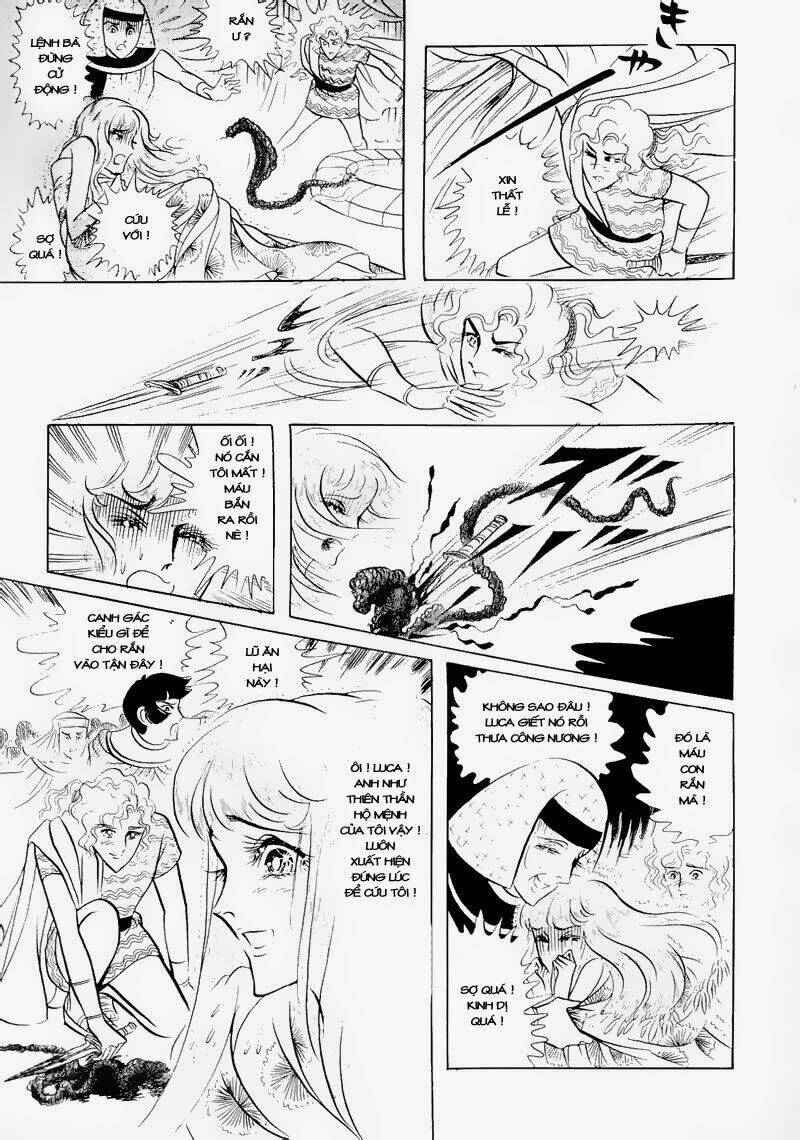 LỆNH BÀ
ĐỪNG
CỬ
ĐỘNG !
RẮN
Ư ?
CỨU
VỚI !
SỢ
QUÁ !
XIN
THẤT
LỄ !
ỐI ỐI !
NÓ CẮN
TÔI MẤT !
MÁU
BẮN
RA RỒI
NÈ !
CANH GÁC
KIỂU GÌ ĐỂ
CHO RẮN
VÀO TẬN ĐÂY !
LŨ ĂN
HẠI
NÀY !
ÔI ! LUCA !
ANH NHƯ
THIÊN THẦN
HỘ MỆNH
CỦA TÔI VẬY !
LUÔN
XUẤT HIỆN
ĐÚNG LÚC
ĐỂ CỨU TÔI !
KHÔNG SAO ĐÂU !
LUCA GIẾT NÓ RỒI
THƯA CÔNG NƯƠNG !
ĐÓ LÀ
MÁU
CON
RẮN
MÀ !
SỢ QUÁ !
KINH DỊ
QUÁ !